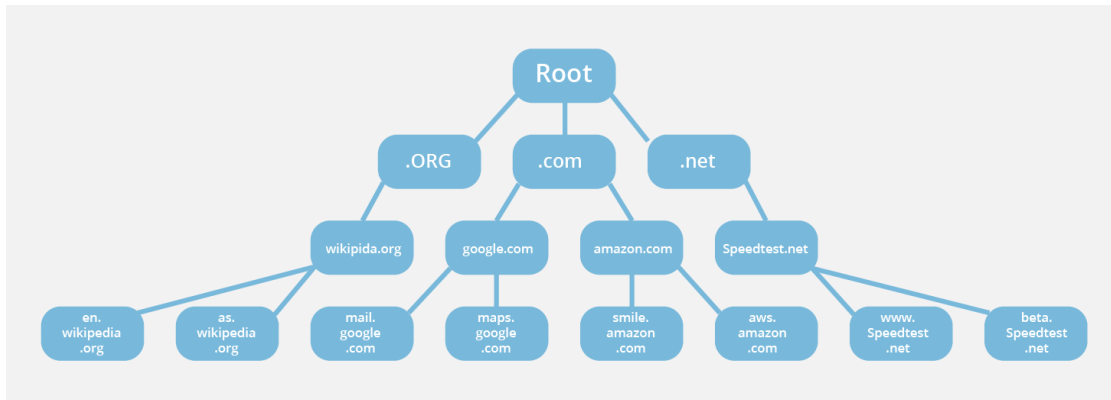 Root
.ORG
.com
.net
wikipida.org
google.com
amazon.com
Speedtest.net
en.
wikipedia
.org
as.
wikipedia
.org
mail.
google
.com
maps.
google
.com
smile.
amazon
.com
aws.
amazon
.com
www.
Speedtest
.net
beta.
Speedtest
.net